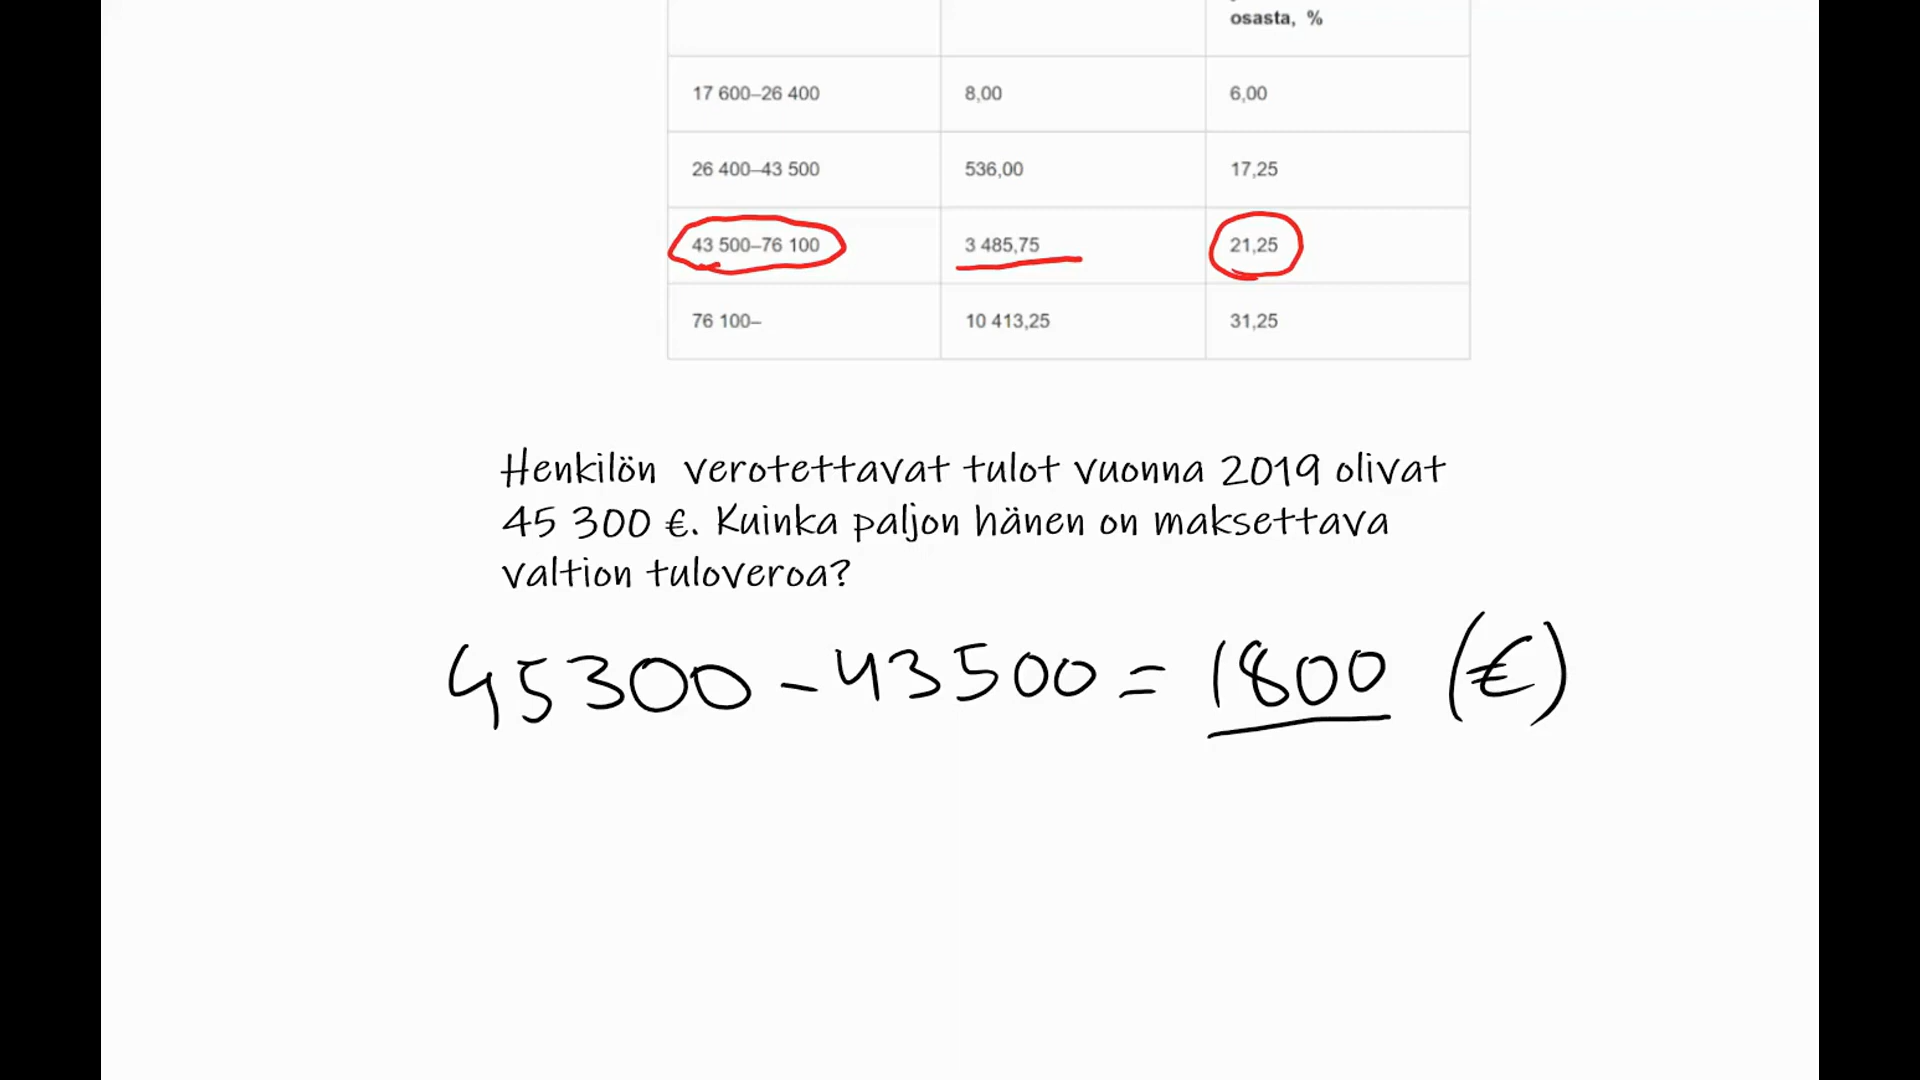 osasta, %
17 600–26 400 8,00 6,00
26 400–43 500 536,00 17,25
43 500–76 100 3 485,75 21,25
76 100– 10 413,25 31,25
Henkilön verotettavat tulot vuonna 2019 olivat
45 300 €. Kuinka paljon hänen on maksettava
valtion tuloveroa?
45300 - 43500 = 1800 (€)